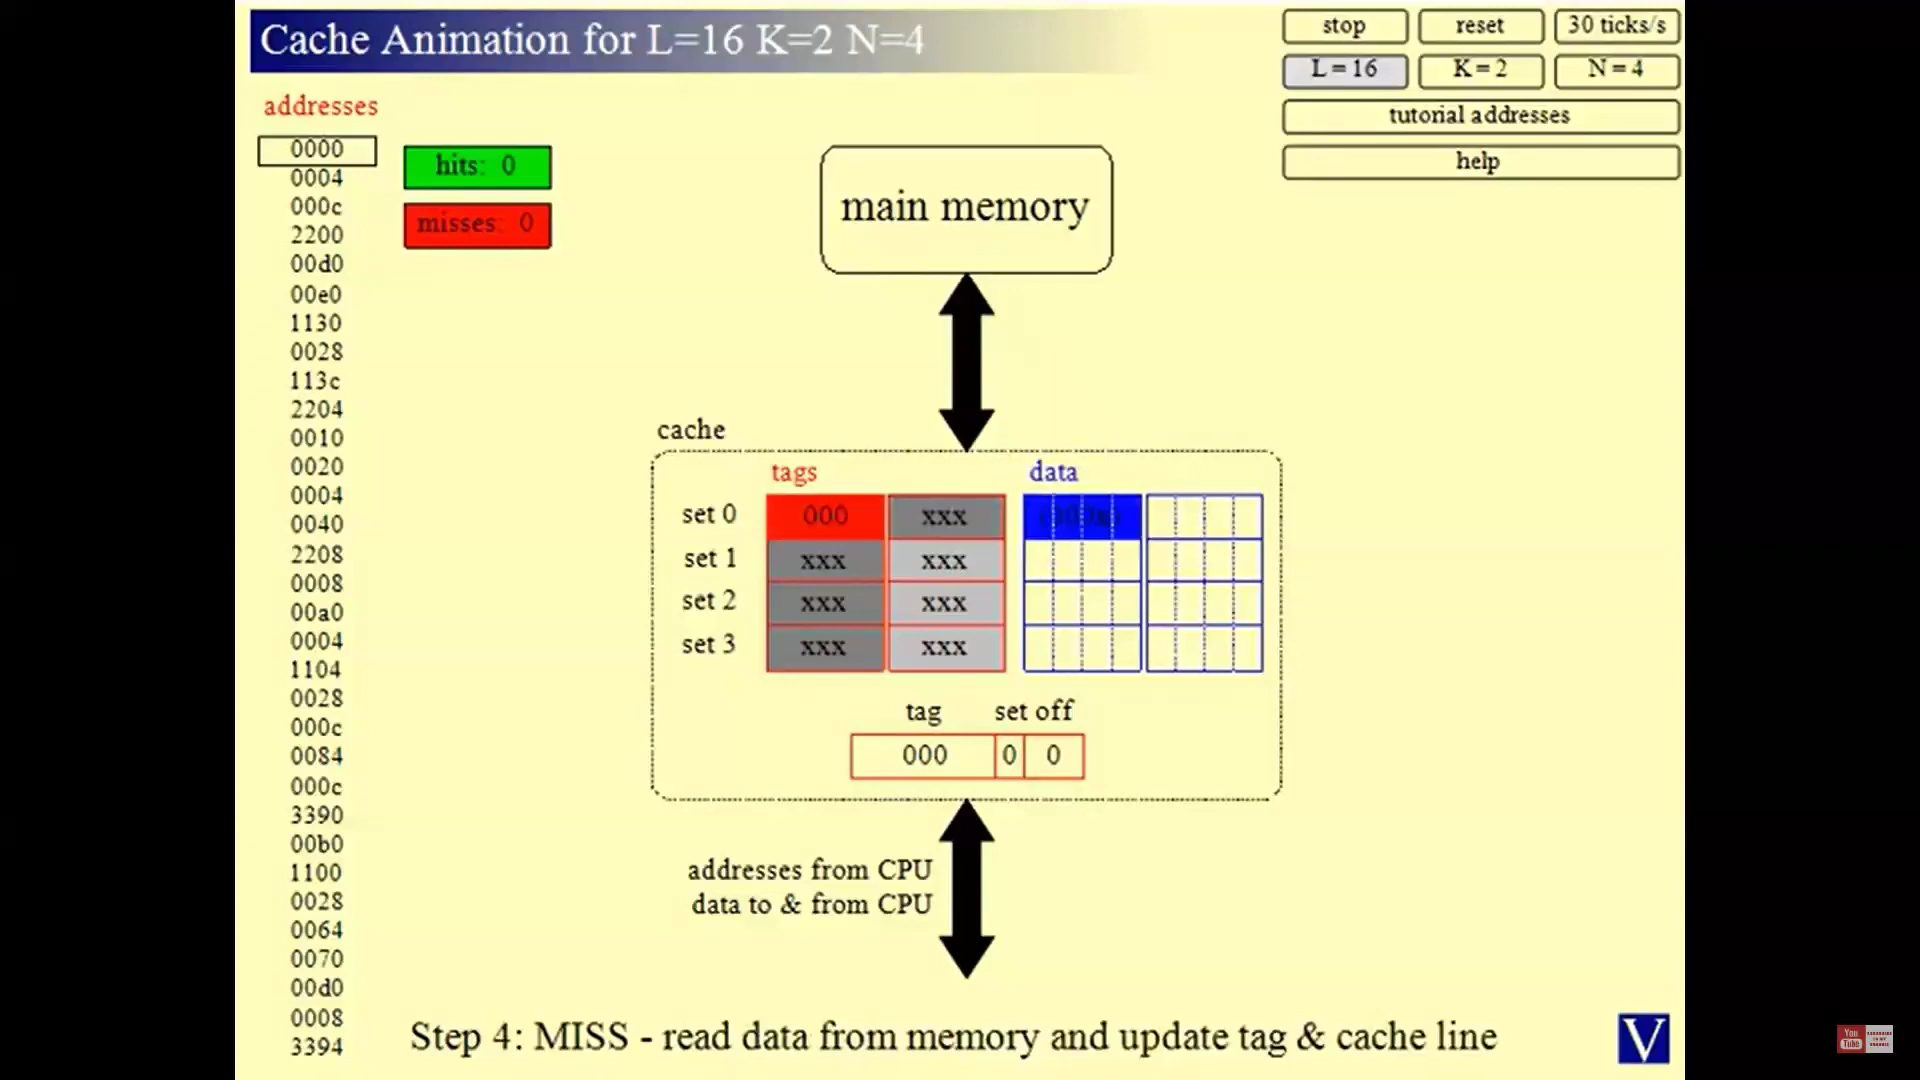 Cache Animation for L=16 K=2 N=4
stop
reset
30 ticks/s
L = 16
K = 2
N = 4
tutorial addresses
help
addresses
0000
0004
000c
2200
00d0
00e0
1130
0028
113c
2204
0010
0020
0004
0040
2208
0008
00a0
0004
1104
0028
000c
0084
000c
3390
00b0
1100
0028
0064
0070
00d0
0008
3394
hits: 0
misses: 0
main memory
cache
tags
data
set 0 000 xxx
set 1 xxx xxx
set 2 xxx xxx
set 3 xxx xxx
tag set off
000 0 0
addresses from CPU
data to & from CPU
Step 4: MISS - read data from memory and update tag & cache line
V
You
Tube